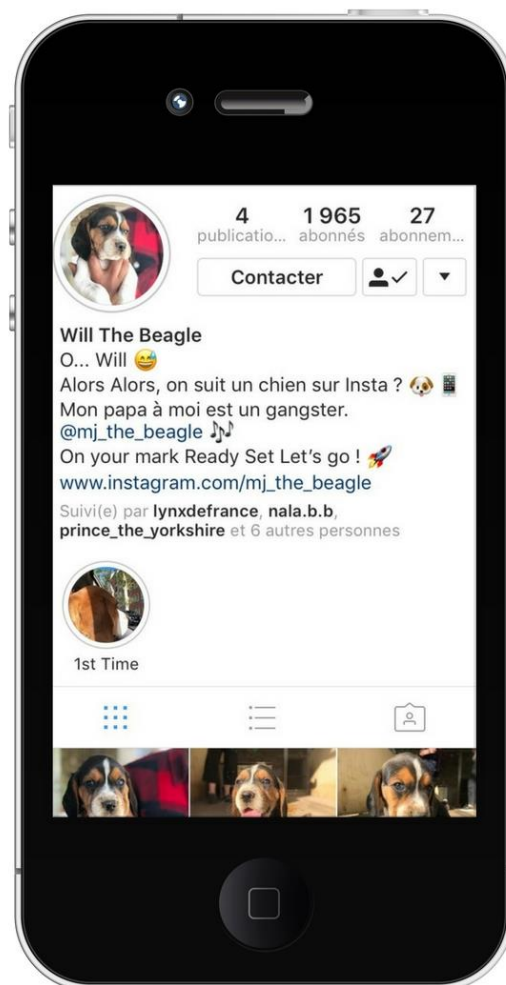 4 1 965 27
publicatio... abonnés abonnem...
Contacter
Will The Beagle
O... Will 😅
Alors Alors, on suit un chien sur Insta ? 🐶 📱
Mon papa à moi est un gangster.
@mj_the_beagle 🎶
On your mark Ready Set Let's go ! 🚀
www.instagram.com/mj_the_beagle
Suivi(e) par lynxdefrance, nala.b.b,
prince_the_yorkshire et 6 autres personnes
1st Time